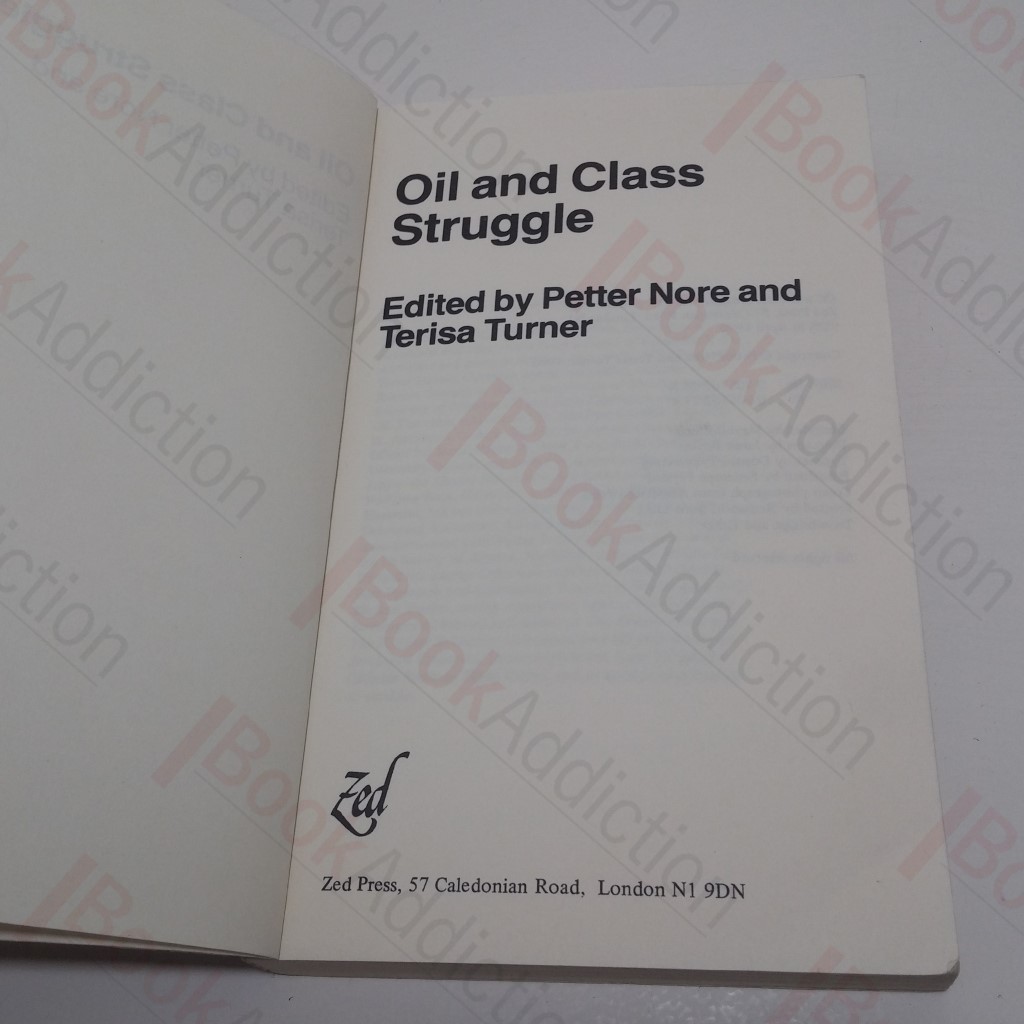 Oil and Class
Struggle
Edited by Petter Nore and
Terisa Turner
Zed
Zed Press, 57 Caledonian Road, London N1 9DN
BookAddiction